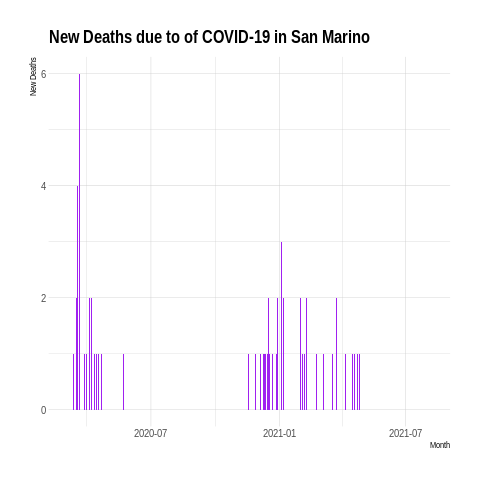 New Deaths due to of COVID-19 in San Marino
New Deaths
6
4
2
0
2020-07 2021-01 2021-07
Month